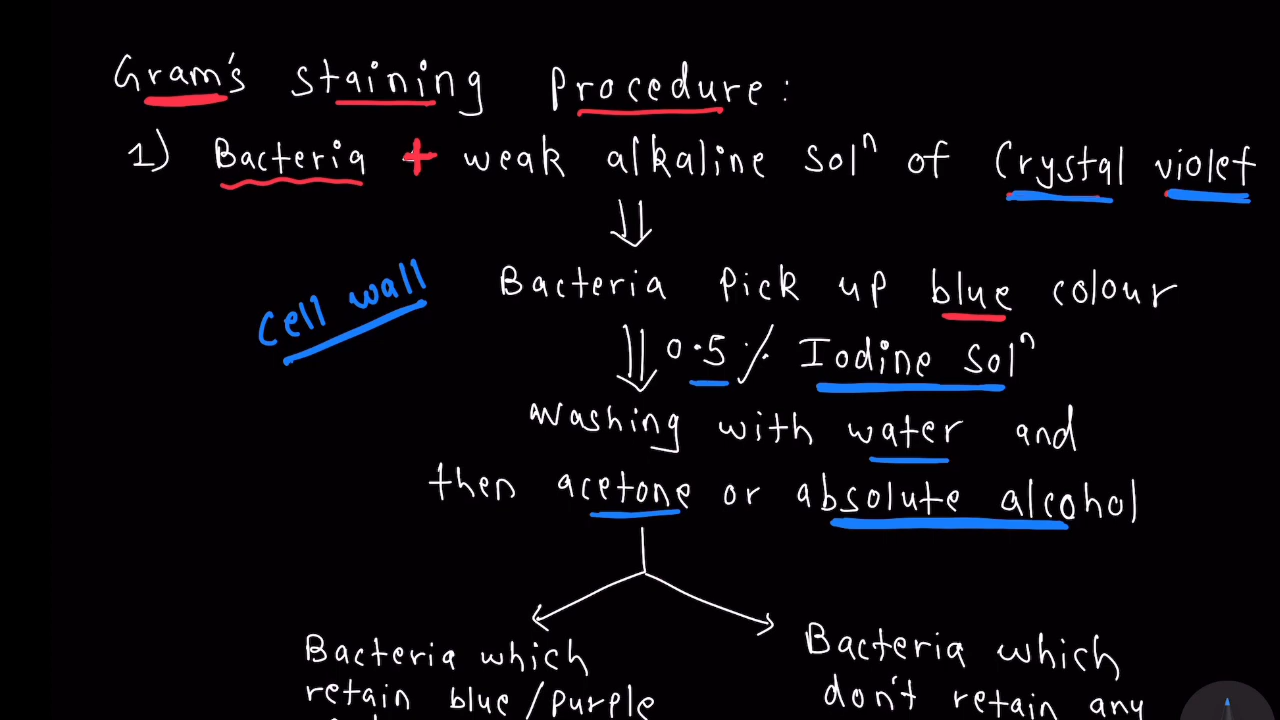 Gram's staining Procedure:
1) Bacteria + weak alkaline Solⁿ of Crystal violet
Cell wall
Bacteria Pick up blue colour
0.5% Iodine Solⁿ
Washing with water and
then acetone or absolute alcohol
Bacteria which
retain blue/purple
Bacteria which
don't retain any